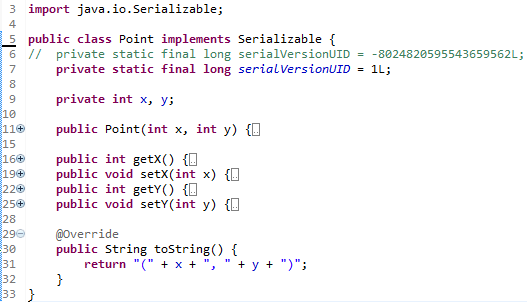 3 import java.io.Serializable;
4
5 public class Point implements Serializable {
6 // private static final long serialVersionUID = -8024820595543659562L;
7 private static final long serialVersionUID = 1L;
8
9 private int x, y;
10
11 public Point(int x, int y) {..
15
16 public int getX() {..
19 public void setX(int x) {..
22 public int getY() {..
25 public void setY(int y) {..
28
29 @Override
30 public String toString() {
31 return "(" + x + ", " + y + ")";
32 }
33 }